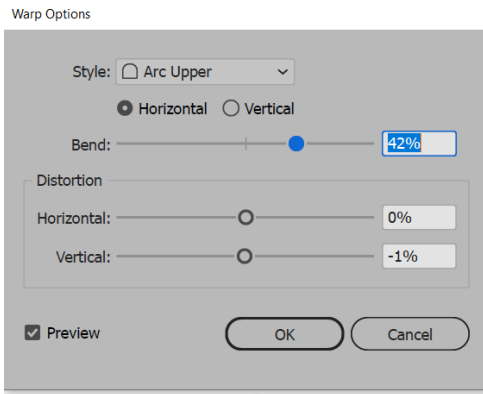 Warp Options
Style: Arc Upper
Horizontal Vertical
Bend: 42%
Distortion
Horizontal: 0%
Vertical: -1%
Preview OK Cancel